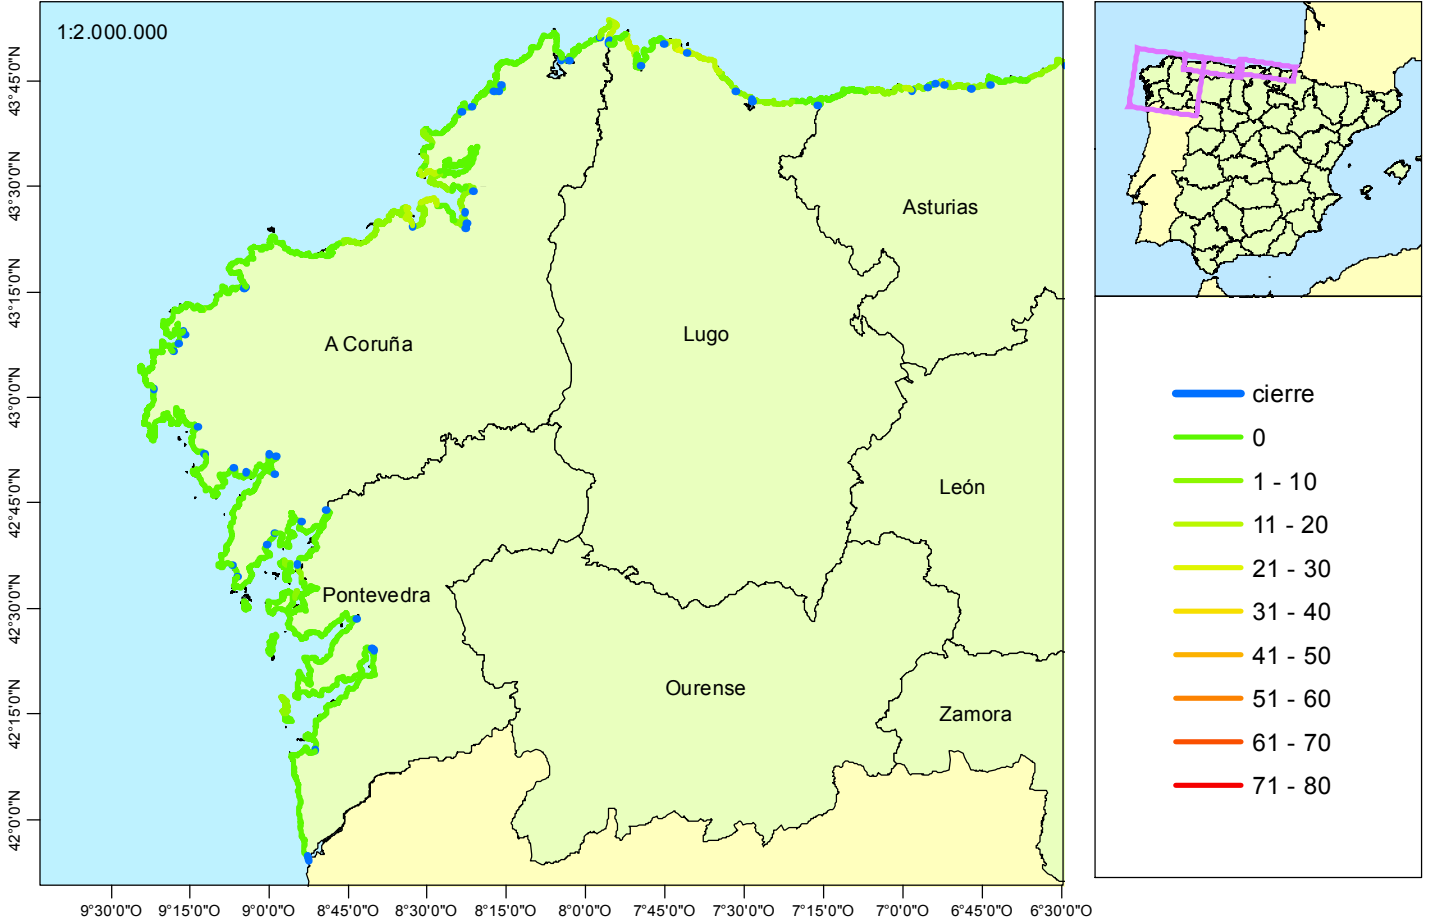 1:2.000.000
43°45'0"N
43°30'0"N
43°15'0"N
43°0'0"N
42°45'0"N
42°30'0"N
42°15'0"N
42°0'0"N
Asturias
Lugo
A Coruña
León
Pontevedra
Ourense
Zamora
9°30'0"O
9°15'0"O
9°0'0"O
8°45'0"O
8°30'0"O
8°15'0"O
8°0'0"O
7°45'0"O
7°30'0"O
7°15'0"O
7°0'0"O
6°45'0"O
6°30'0"O
cierre
0
1 - 10
11 - 20
21 - 30
31 - 40
41 - 50
51 - 60
61 - 70
71 - 80